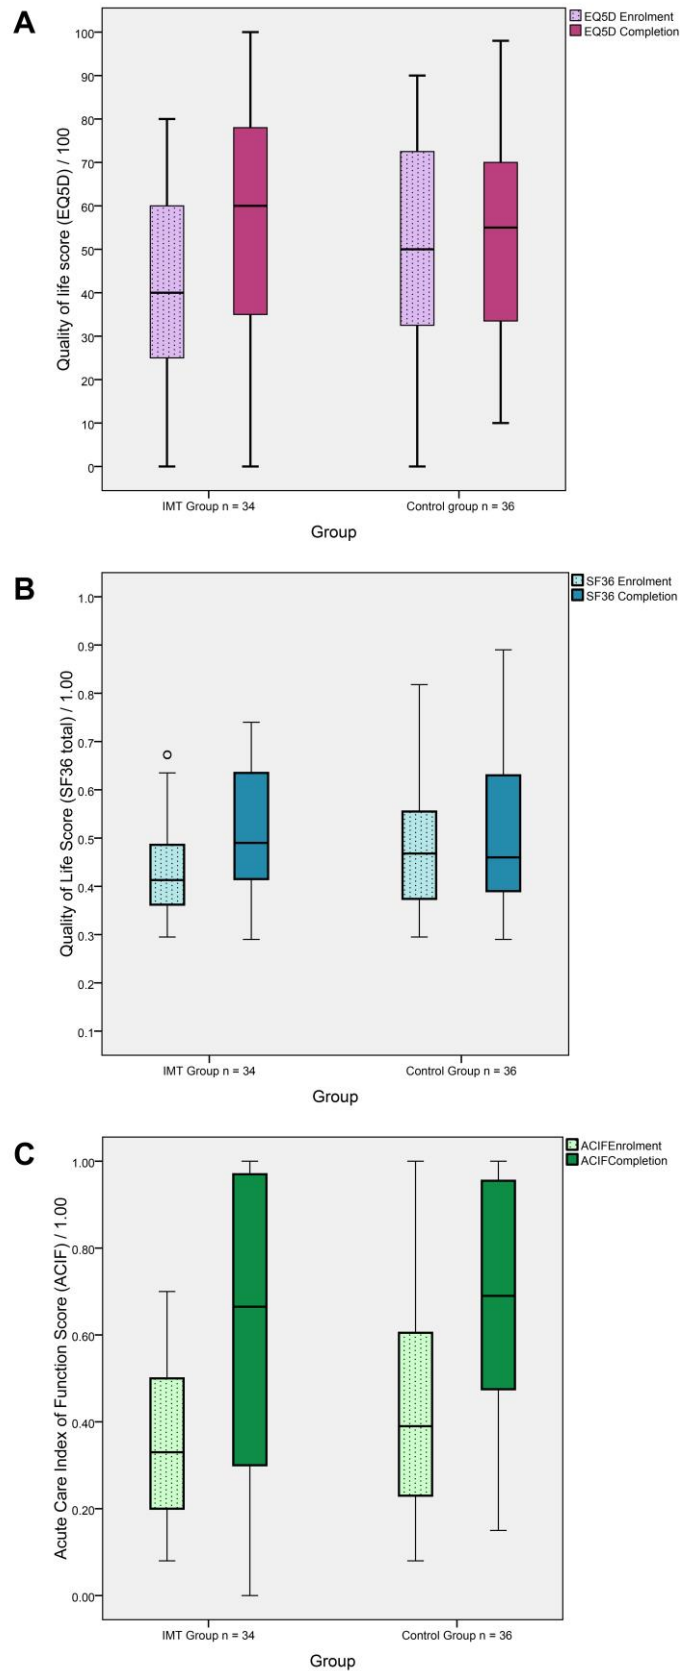 A
EQ5D Enrolment
EQ5D Completion
Quality of life score (EQ5D) / 100
100
90
80
70
60
50
40
30
20
10
0
IMT Group n = 34
Control group n = 36
Group
B
SF36 Enrolment
SF36 Completion
Quality of Life Score (SF36 total) / 1.00
1.0
0.9
0.8
0.7
0.6
0.5
0.4
0.3
0.2
0.1
IMT Group n = 34
Control Group n = 36
Group
C
ACIFEnrolment
ACIFCompletion
Acute Care Index of Function Score (ACIF) / 1.00
1.00
0.80
0.60
0.40
0.20
0.00
IMT Group n = 34
Control Group n = 36
Group